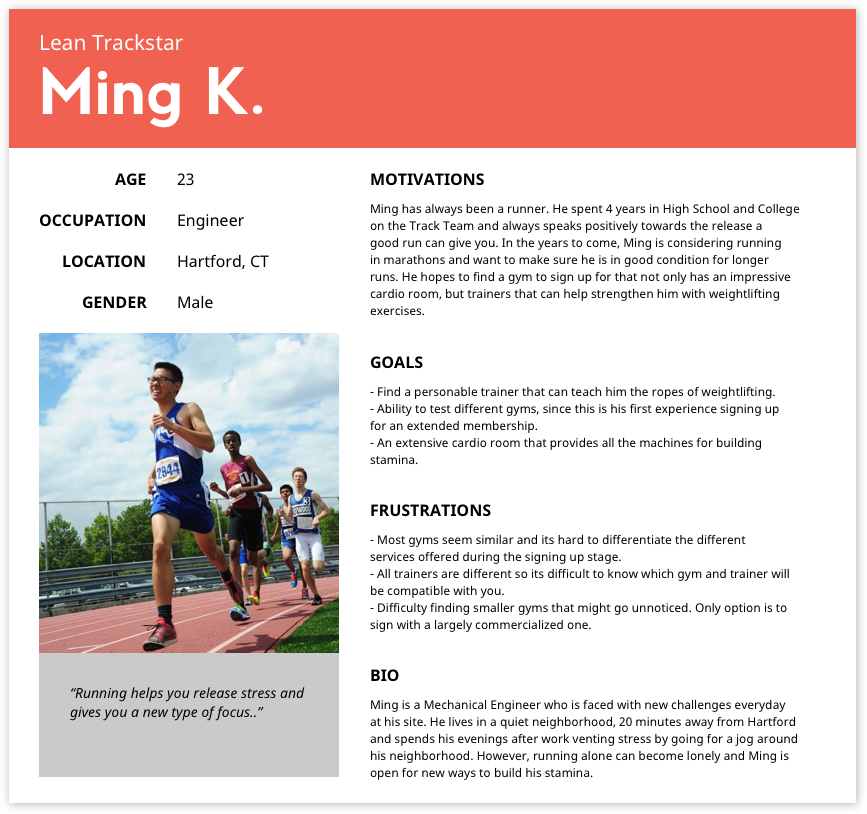 Lean Trackstar
Ming K.
AGE 23
OCCUPATION Engineer
LOCATION Hartford, CT
GENDER Male
2944
“Running helps you release stress and
gives you a new type of focus..”
MOTIVATIONS
Ming has always been a runner. He spent 4 years in High School and College
on the Track Team and always speaks positively towards the release a
good run can give you. In the years to come, Ming is considering running
in marathons and want to make sure he is in good condition for longer
runs. He hopes to find a gym to sign up for that not only has an impressive
cardio room, but trainers that can help strengthen him with weightlifting
exercises.
GOALS
- Find a personable trainer that can teach him the ropes of weightlifting.
- Ability to test different gyms, since this is his first experience signing up
for an extended membership.
- An extensive cardio room that provides all the machines for building
stamina.
FRUSTRATIONS
- Most gyms seem similar and its hard to differentiate the different
services offered during the signing up stage.
- All trainers are different so its difficult to know which gym and trainer will
be compatible with you.
- Difficulty finding smaller gyms that might go unnoticed. Only option is to
sign with a largely commercialized one.
BIO
Ming is a Mechanical Engineer who is faced with new challenges everyday
at his site. He lives in a quiet neighborhood, 20 minutes away from Hartford
and spends his evenings after work venting stress by going for a jog around
his neighborhood. However, running alone can become lonely and Ming is
open for new ways to build his stamina.